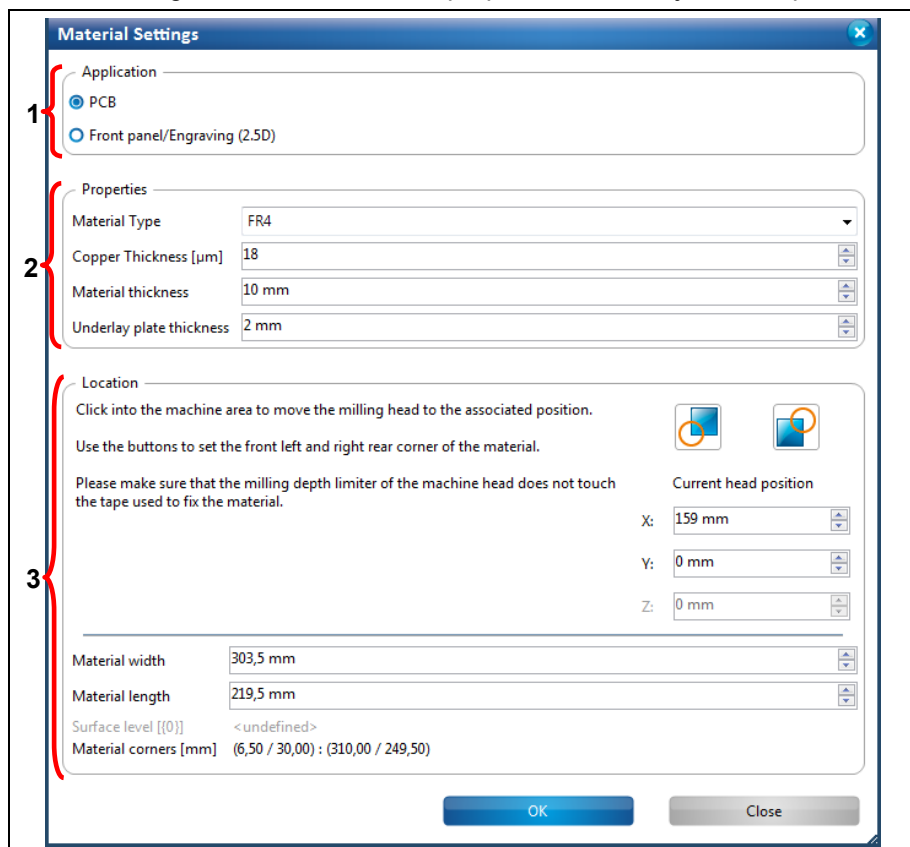 Material Settings
Application
1
PCB
Front panel/Engraving (2.5D)
Properties
2
Material Type FR4
Copper Thickness [µm] 18
Material thickness 10 mm
Underlay plate thickness 2 mm
Location
3
Click into the machine area to move the milling head to the associated position.
Use the buttons to set the front left and right rear corner of the material.
Please make sure that the milling depth limiter of the machine head does not touch
the tape used to fix the material.
Current head position
X: 159 mm
Y: 0 mm
Z: 0 mm
Material width 303,5 mm
Material length 219,5 mm
Surface level [{0}] <undefined>
Material corners [mm] (6,50 / 30,00) : (310,00 / 249,50)
OK Close